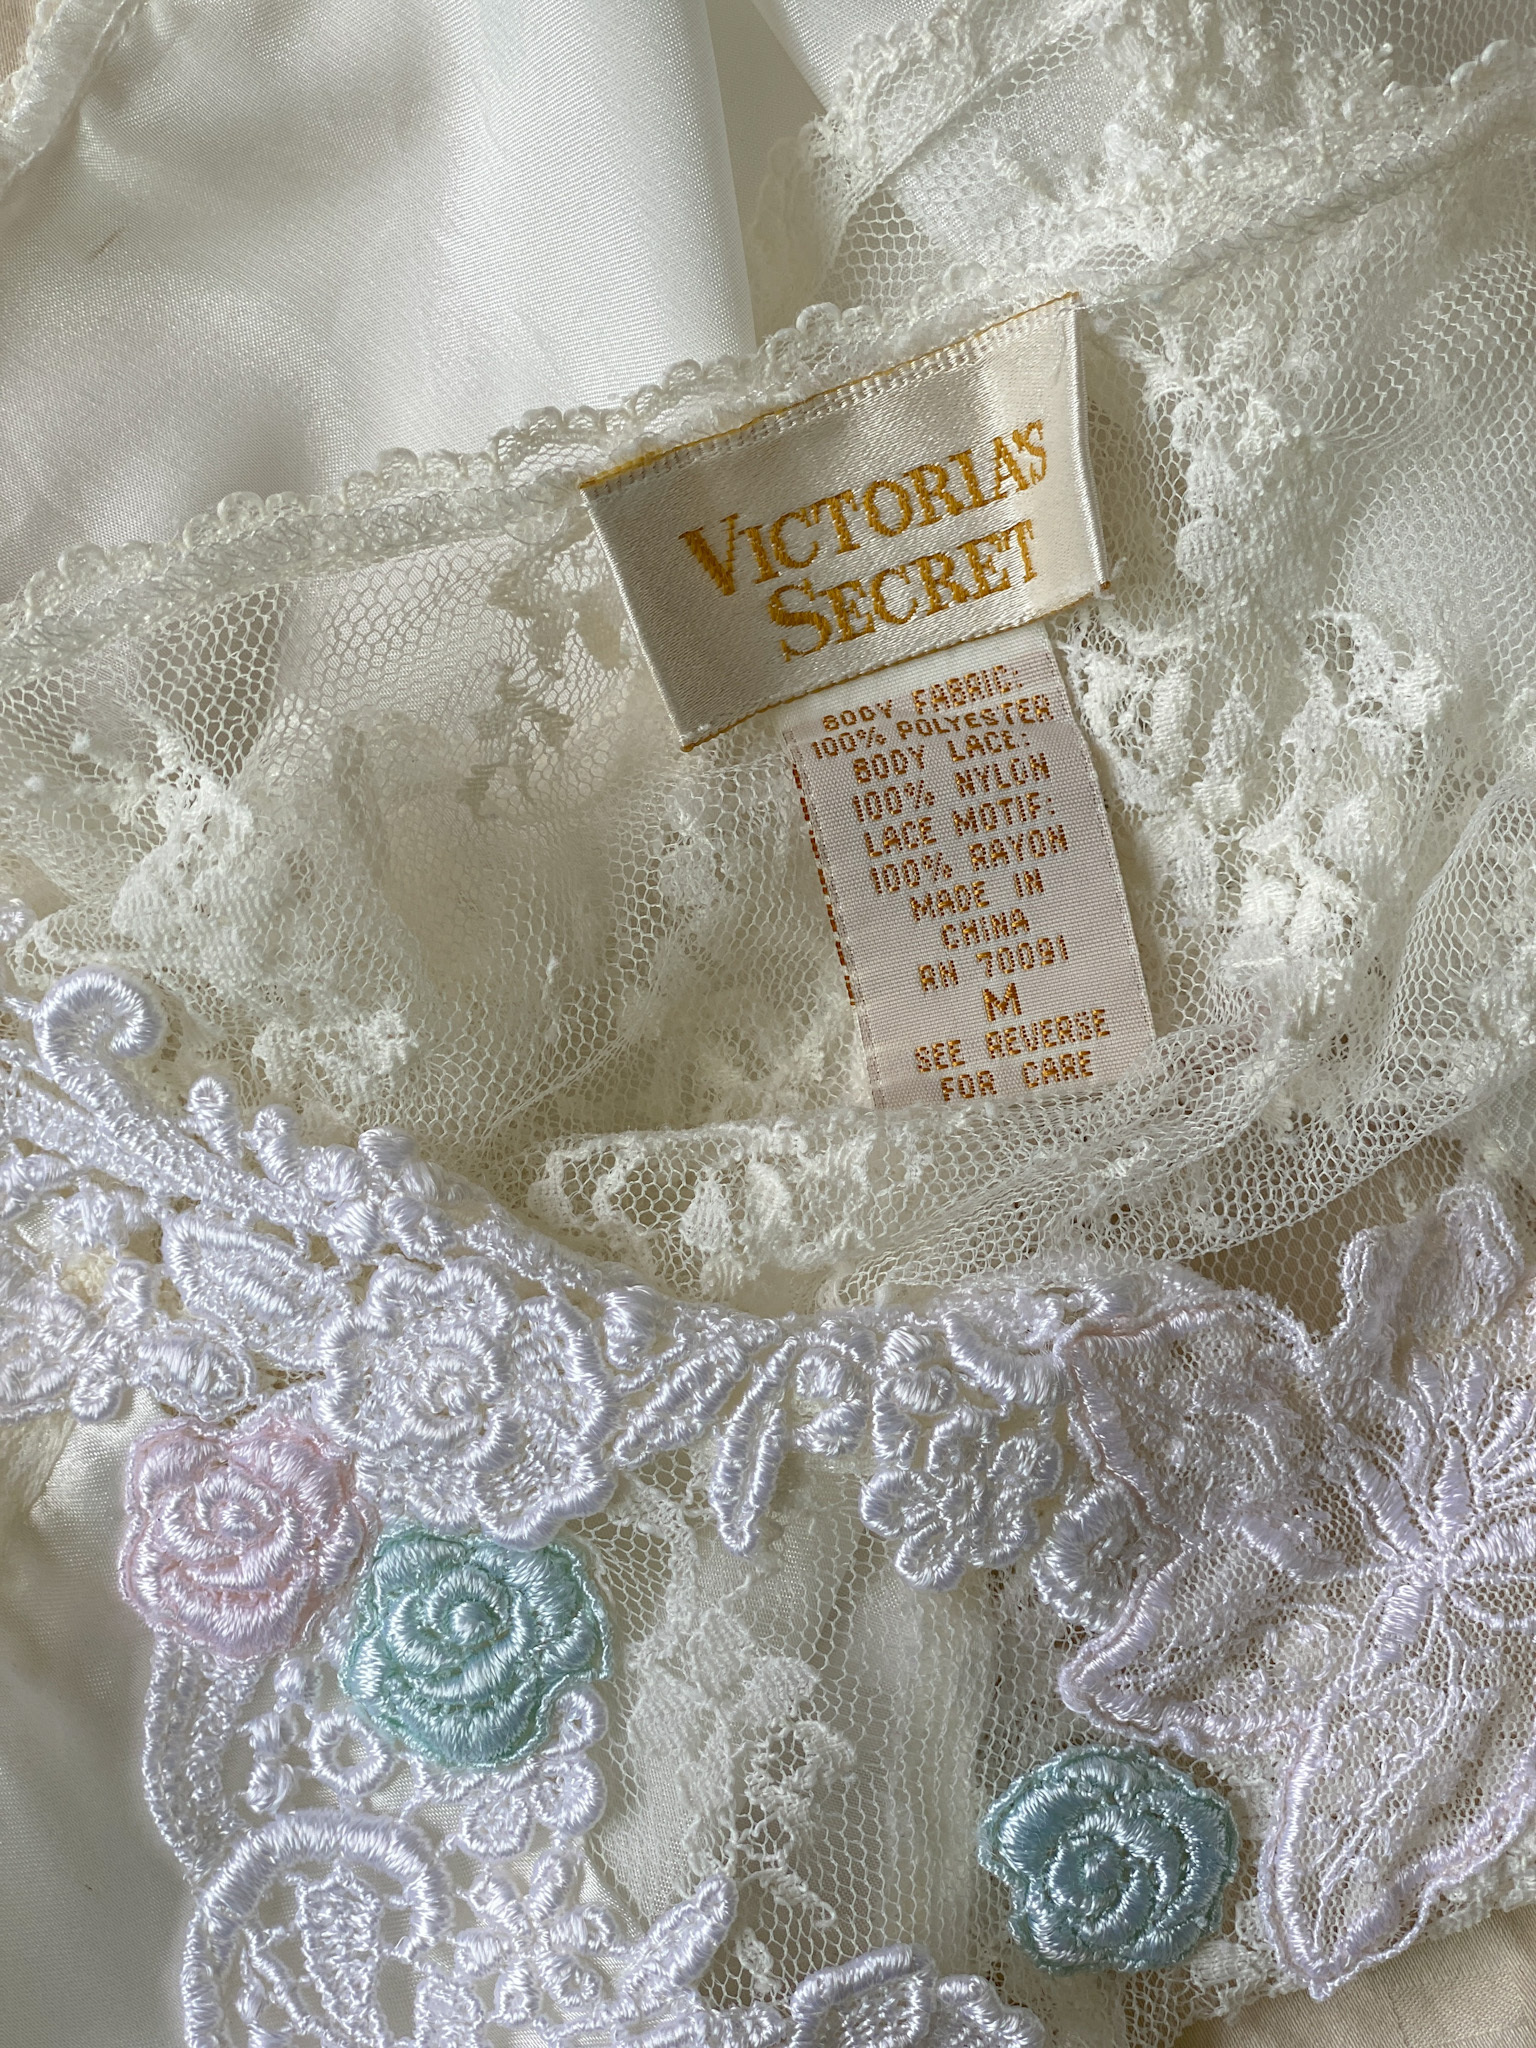 VICTORIA'S
SECRET
BODY FABRIC:
100% POLYESTER
BODY LACE:
100% NYLON
LACE MOTIF:
100% RAYON
MADE IN
CHINA
RN 70091
M
SEE REVERSE
FOR CARE